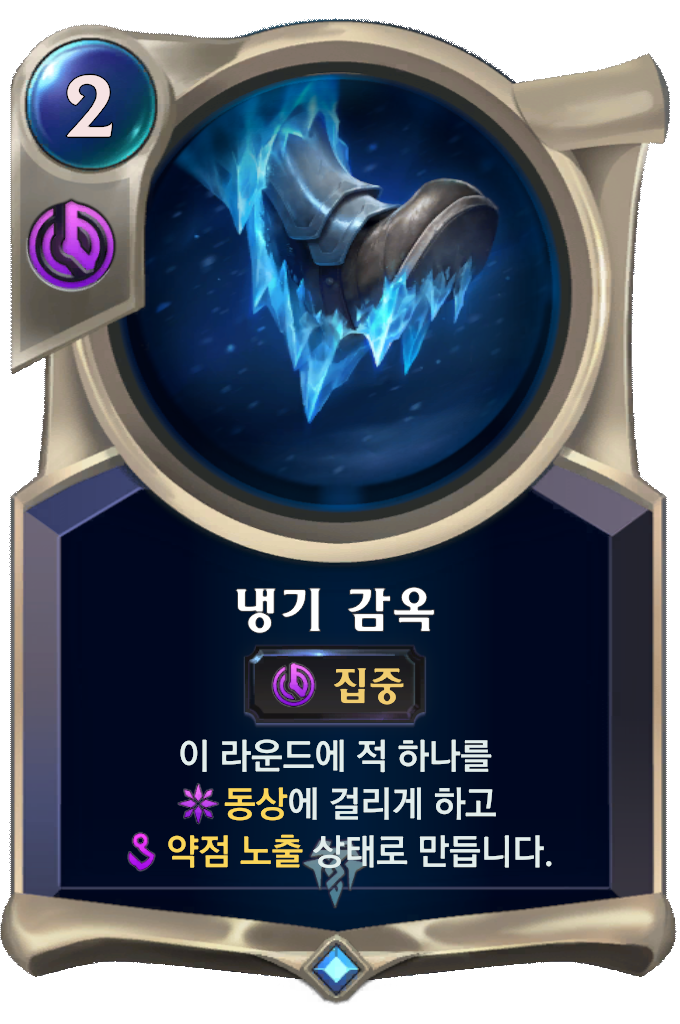 2
냉기 감옥
집중
이 라운드에 적 하나를
동상에 걸리게 하고
약점 노출 상태로 만듭니다.